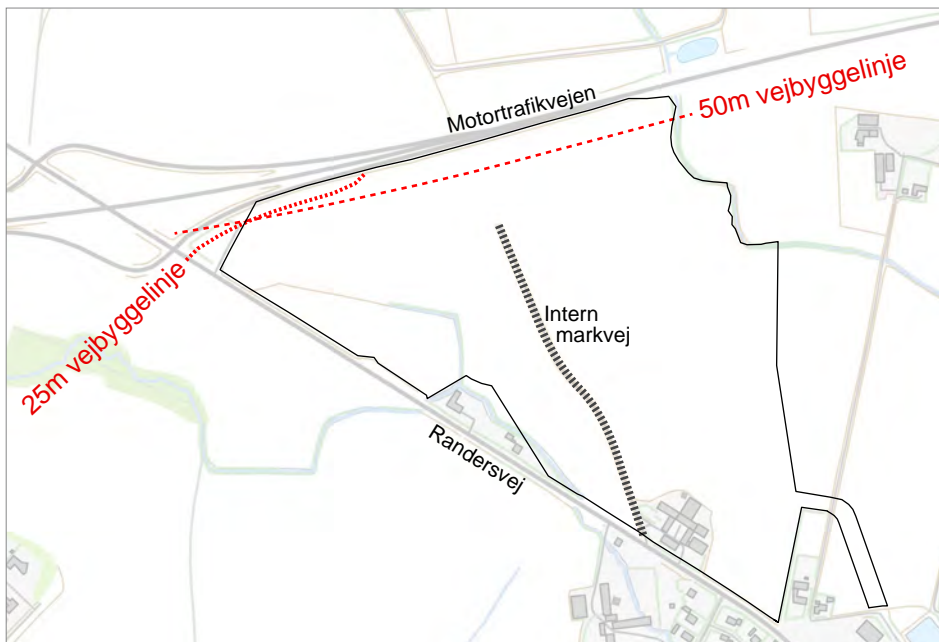 Motortrafikvejen
50m vejbyggelinje
25m vejbyggelinje
Intern
markvej
Randersvej